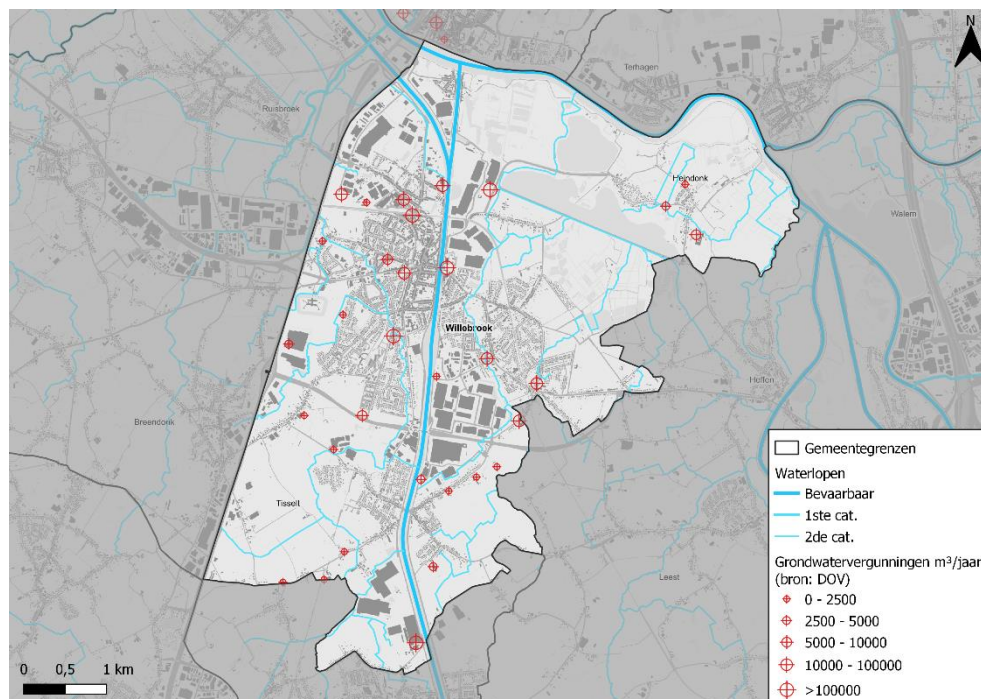 N
Terhagen
Ruisbroek
Heindonk
Walem
Willebroek
Heffen
Breendonk
Tisselt
Leest
Gemeentegrenzen
Waterlopen
Bevaarbaar
1ste cat.
2de cat.
Grondwatervergunningen m³/jaar
(bron: DOV)
0 - 2500
2500 - 5000
5000 - 10000
10000 - 100000
>100000
0 0,5 1 km